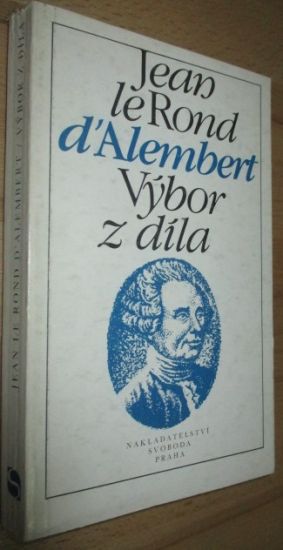 Jean
le Rond
d'Alembert
Výbor
z díla
NAKLADATELSTVÍ
SVOBODA
PRAHA
JEAN LE ROND D'ALEMBERT / VÝBOR Z DÍLA
S